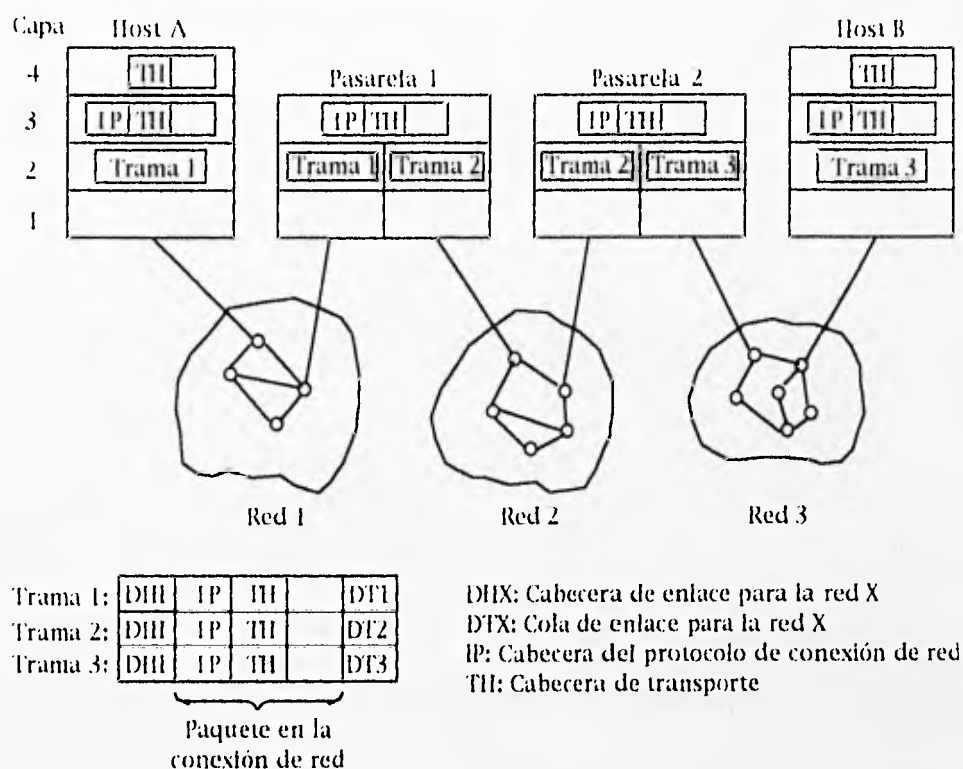 Capa
Host A
Host B
Pasarela 1
Pasarela 2
4
TH
TH
3
IP TH
IP TH
IP TH
IP TH
2
Trama 1
Trama 1
Trama 2
Trama 2
Trama 3
Trama 3
1
Red 1
Red 2
Red 3
Trama 1: DH1 IP TH DT1
Trama 2: DH1 IP TH DT2
Trama 3: DH1 IP TH DT3
Paquete en la
conexión de red
DHX: Cabecera de enlace para la red X
DTX: Cola de enlace para la red X
IP: Cabecera del protocolo de conexión de red
TH: Cabecera de transporte